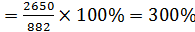 = 2650/882 × 100% = 300%